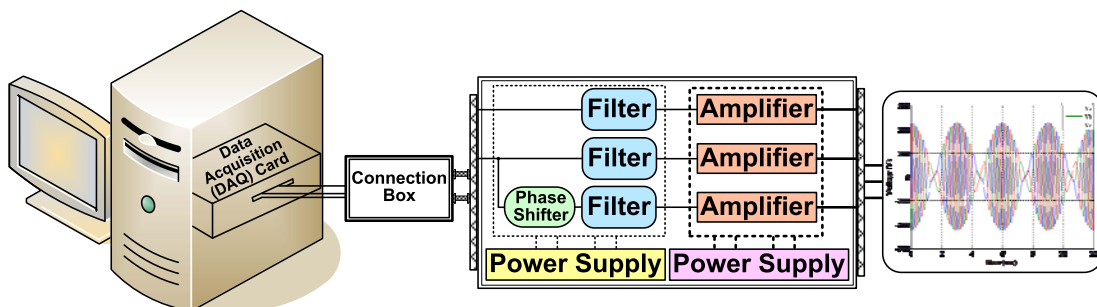 Data
Acquisition
(DAQ) Card
Connection
Box
Filter
Amplifier
Filter
Amplifier
Phase
Shifter
Filter
Amplifier
Power Supply
Power Supply